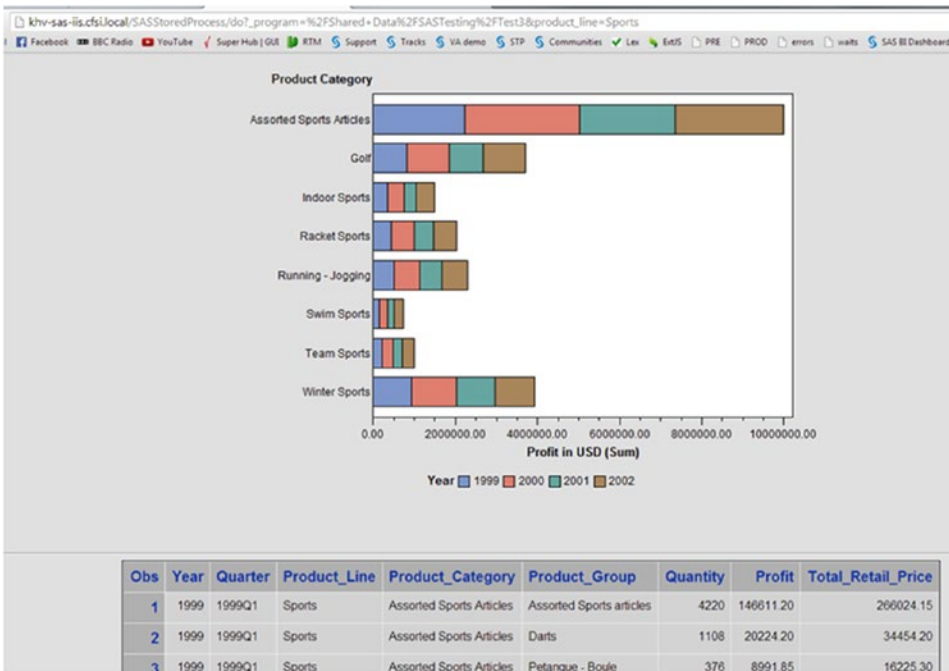 khv-sas-iis.cfsi.local/SASStoredProcess/do?_program=%2FShared+Data%2FSASTesting%2FTest3&product_line=Sports
Facebook BBC Radio YouTube Super Hub | GUI RTM Support Tracks VA demo STP Communities Lex ExtJS PRE PROD errors waits SAS BI Dashboard
Product Category
Assorted Sports Articles
Golf
Indoor Sports
Racket Sports
Running - Jogging
Swim Sports
Team Sports
Winter Sports
0.00 2000000.00 4000000.00 6000000.00 8000000.00 10000000.00
Profit in USD (Sum)
Year 1999 2000 2001 2002
Obs Year Quarter Product_Line Product_Category Product_Group Quantity Profit Total_Retail_Price
1 1999 1999Q1 Sports Assorted Sports Articles Assorted Sports articles 4220 146611.20 266024.15
2 1999 1999Q1 Sports Assorted Sports Articles Darts 1108 20224.20 34454.20
3 1999 1999Q1 Sports Assorted Sports Articles Petanque - Boule 376 8991.85 16225.30